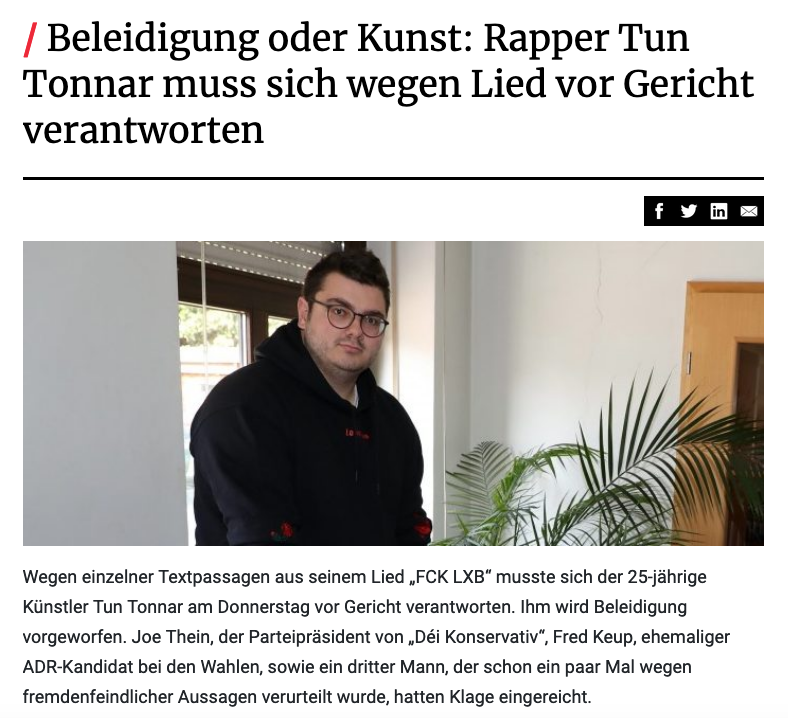 / Beleidigung oder Kunst: Rapper Tun
Tonnar muss sich wegen Lied vor Gericht
verantworten
Wegen einzelner Textpassagen aus seinem Lied „FCK LXB“ musste sich der 25-jährige
Künstler Tun Tonnar am Donnerstag vor Gericht verantworten. Ihm wird Beleidigung
vorgeworfen. Joe Thein, der Parteipräsident von „Déi Konservativ“, Fred Keup, ehemaliger
ADR-Kandidat bei den Wahlen, sowie ein dritter Mann, der schon ein paar Mal wegen
fremdenfeindlicher Aussagen verurteilt wurde, hatten Klage eingereicht.